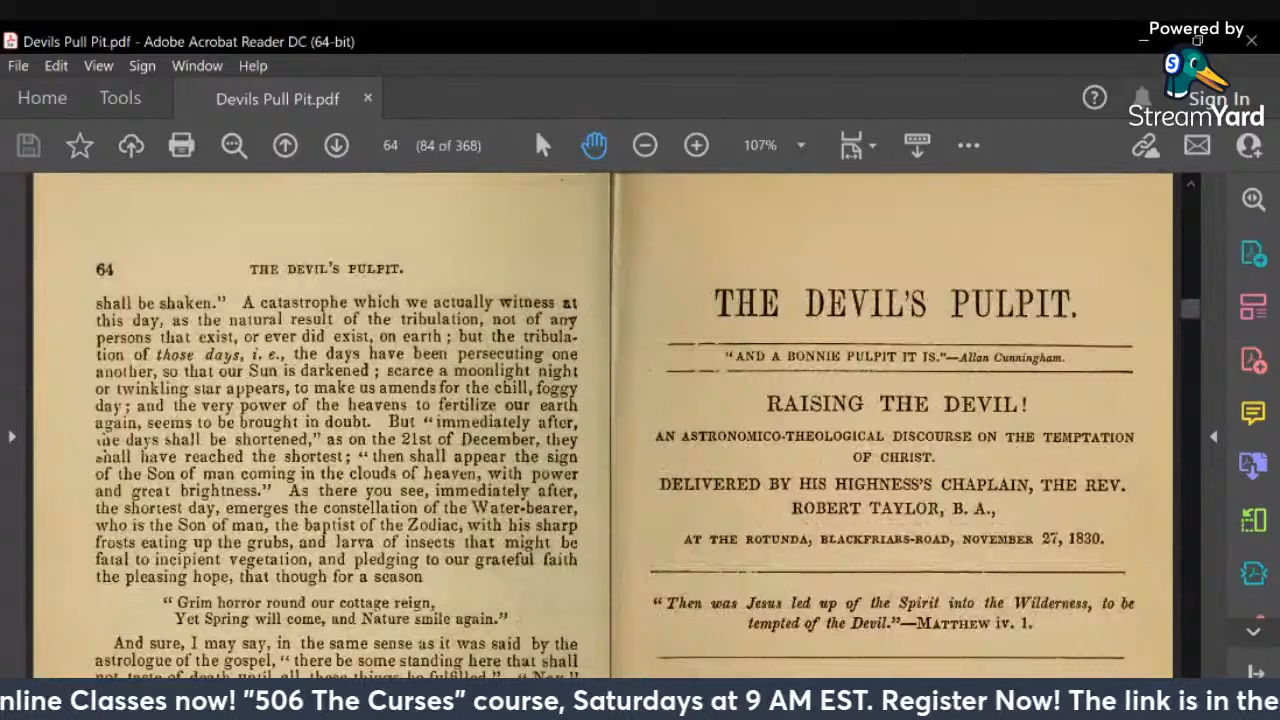 Powered by
StreamYard
Devils Pull Pit.pdf - Adobe Acrobat Reader DC (64-bit)
File Edit View Sign Window Help
Home Tools Devils Pull Pit.pdf × Sign In
64 (84 of 368) 107%
64 THE DEVIL'S PULPIT.
shall be shaken." A catastrophe which we actually witness at
this day, as the natural result of the tribulation, not of any
persons that exist, or ever did exist, on earth; but the tribula-
tion of those days, i. e., the days have been persecuting one
another, so that our Sun is darkened; scarce a moonlight night
or twinkling star appears, to make us amends for the chill, foggy
day; and the very power of the heavens to fertilize our earth
again, seems to be brought in doubt. But "immediately after,
the days shall be shortened," as on the 21st of December, they
shall have reached the shortest; "then shall appear the sign
of the Son of man coming in the clouds of heaven, with power
and great brightness." As there you see, immediately after,
the shortest day, emerges the constellation of the Water-bearer,
who is the Son of man, the baptist of the Zodiac, with his sharp
frosts eating up the grubs, and larva of insects that might be
fatal to incipient vegetation, and pledging to our grateful faith
the pleasing hope, that though for a season
"Grim horror round our cottage reign,
Yet Spring will come, and Nature smile again."
And sure, I may say, in the same sense as it was said by the
astrologue of the gospel, "there be some standing here that shall
not taste of death until all these things be fulfilled." "Nay"
THE DEVIL'S PULPIT.
"AND A BONNIE PULPIT IT IS."—Allan Cunningham.
RAISING THE DEVIL!
AN ASTRONOMICO-THEOLOGICAL DISCOURSE ON THE TEMPTATION
OF CHRIST.
DELIVERED BY HIS HIGHNESS'S CHAPLAIN, THE REV.
ROBERT TAYLOR, B. A.,
AT THE ROTUNDA, BLACKFRIARS-ROAD, NOVEMBER 27, 1830.
"Then was Jesus led up of the Spirit into the Wilderness, to be
tempted of the Devil."—MATTHEW iv. 1.
nline Classes now! "506 The Curses" course, Saturdays at 9 AM EST. Register Now! The link is in the